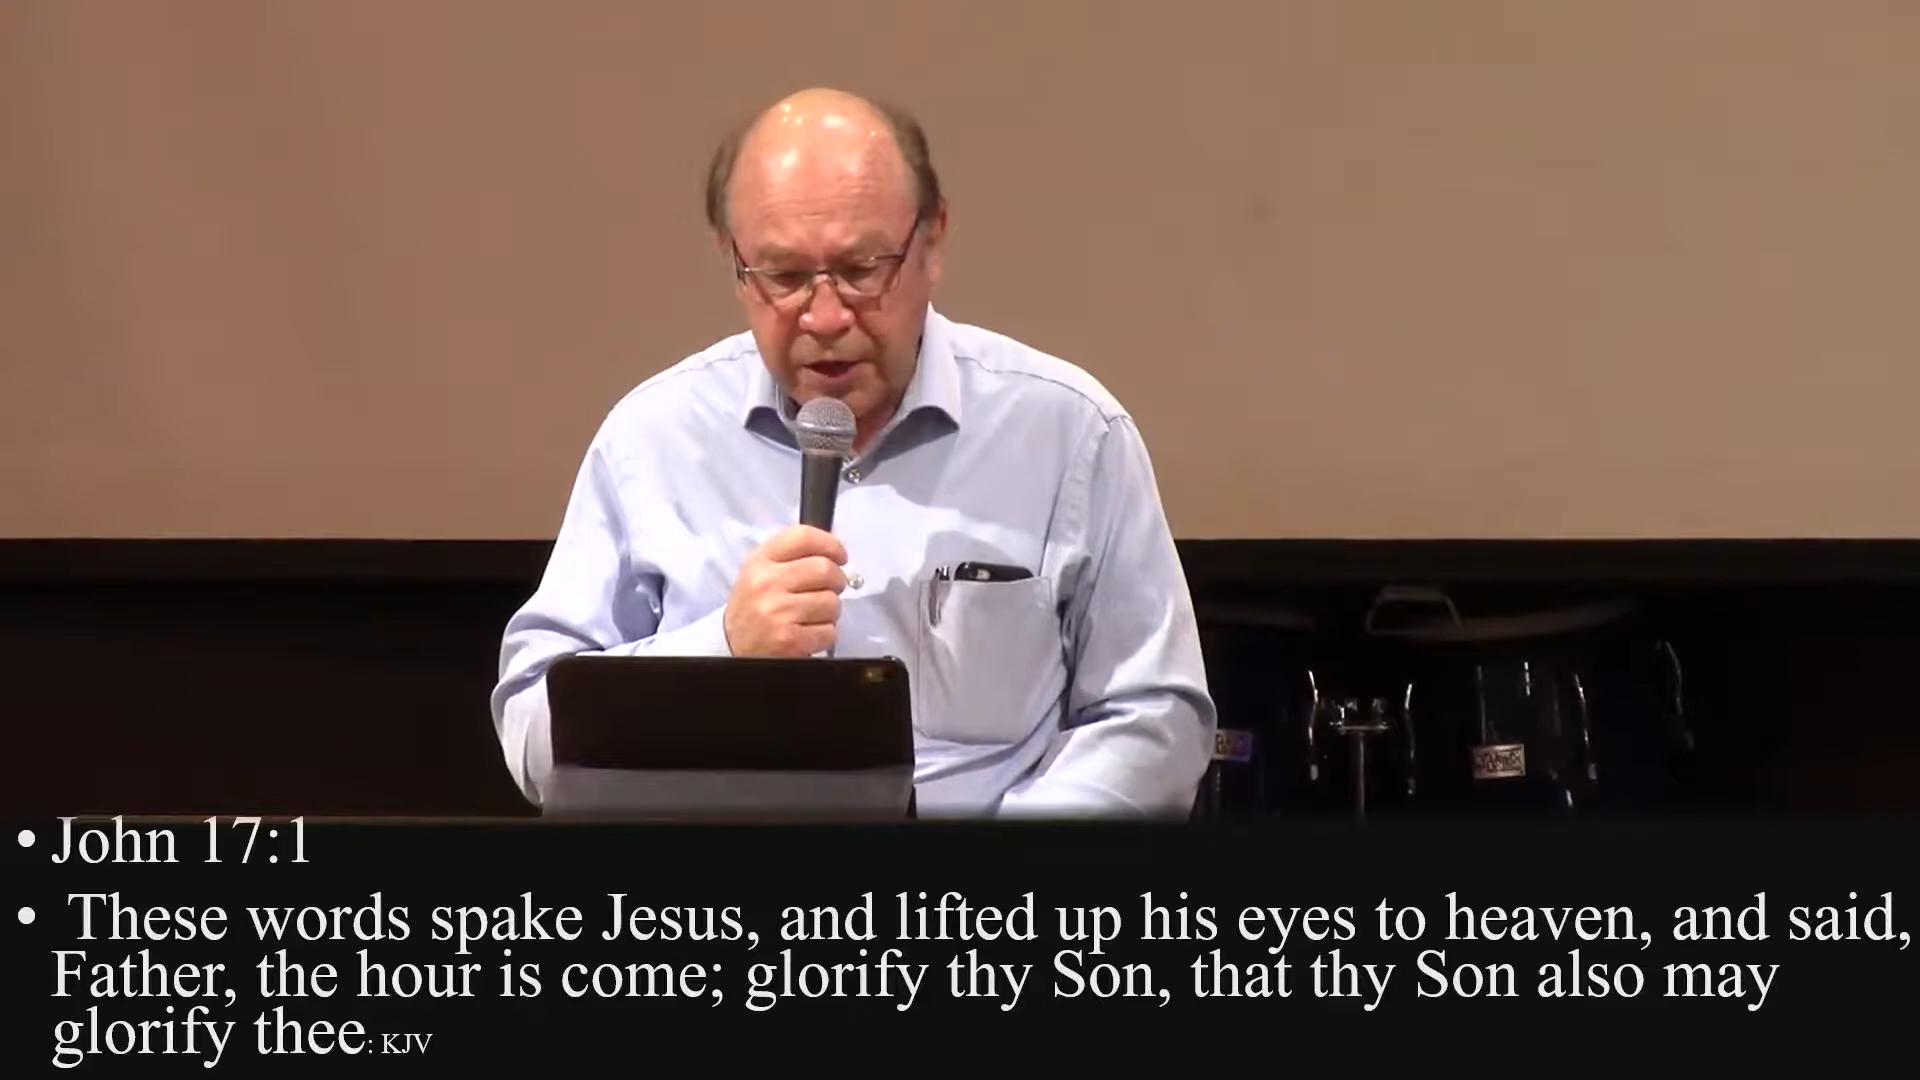 • John 17:1
• These words spake Jesus, and lifted up his eyes to heaven, and said,
Father, the hour is come; glorify thy Son, that thy Son also may
glorify thee: KJV